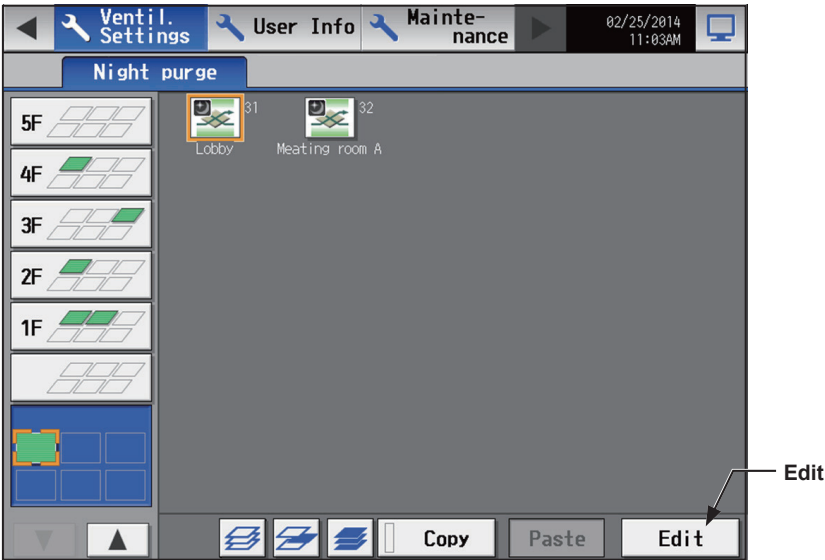 Ventil.
Settings
User Info
Mainte-
nance
02/25/2014
11:03AM
Night purge
5F
31
32
Lobby
Meating room A
4F
3F
2F
1F
Edit
Copy
Paste
Edit